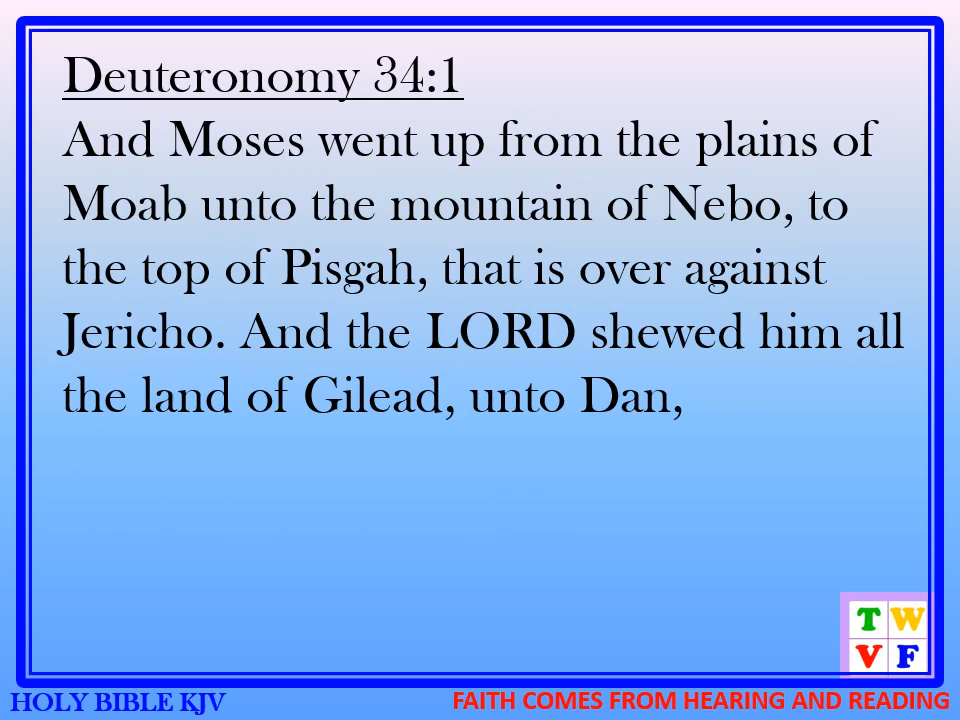 Deuteronomy 34:1
And Moses went up from the plains of
Moab unto the mountain of Nebo, to
the top of Pisgah, that is over against
Jericho. And the LORD shewed him all
the land of Gilead, unto Dan,
T W
V F
HOLY BIBLE KJV
FAITH COMES FROM HEARING AND READING